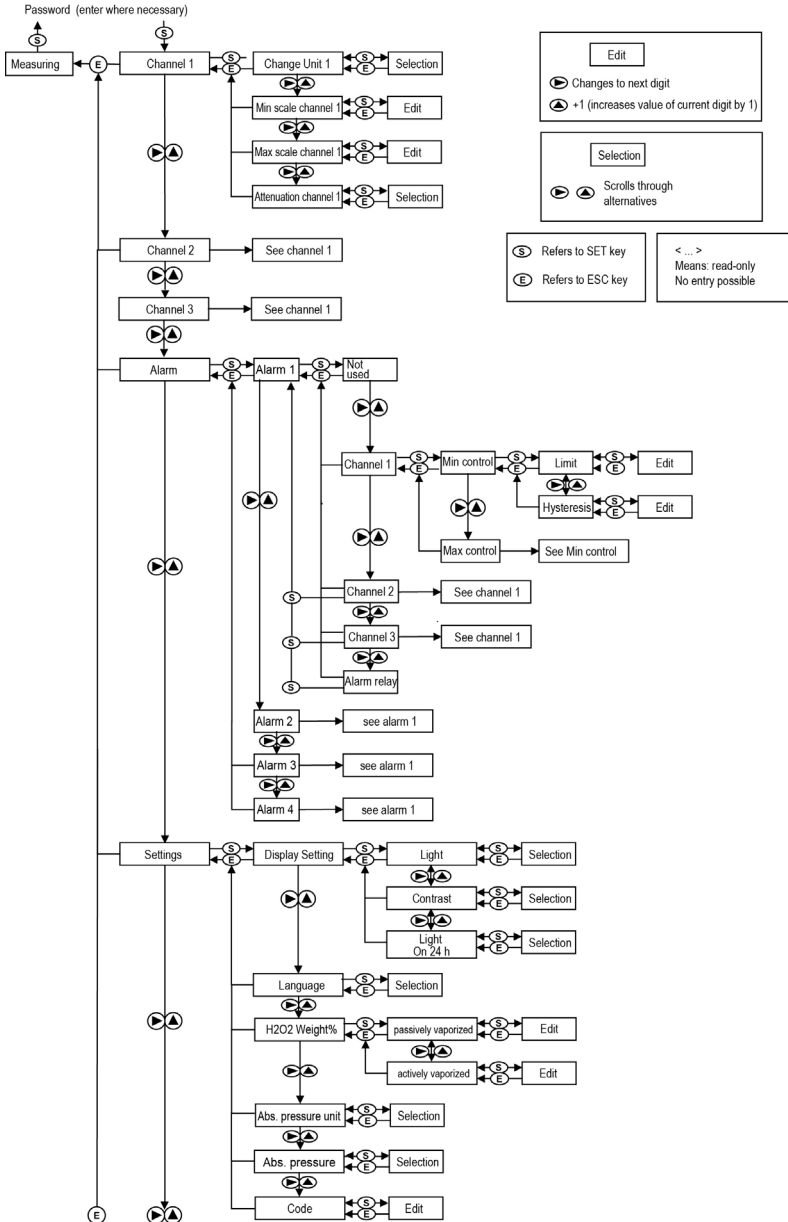 Password (enter where necessary)
S
S
Measuring
E
Channel 1
S
E
Change Unit 1
S
E
Selection
Min scale channel 1
S
E
Edit
Max scale channel 1
S
E
Edit
Attenuation channel 1
S
E
Selection
Channel 2
See channel 1
Channel 3
See channel 1
Edit
Changes to next digit
+1 (increases value of current digit by 1)
Selection
Scrolls through
alternatives
S Refers to SET key
E Refers to ESC key
< ... >
Means: read-only
No entry possible
Alarm
S
E
Alarm 1
S
E
Not
used
Channel 1
S
E
Min control
S
E
Limit
S
E
Edit
Hysteresis
S
E
Edit
Max control
See Min control
Channel 2
S
See channel 1
Channel 3
S
See channel 1
Alarm relay
S
Alarm 2
see alarm 1
Alarm 3
see alarm 1
Alarm 4
see alarm 1
Settings
S
E
Display Setting
S
E
Light
S
E
Selection
Contrast
S
E
Selection
Light
On 24 h
S
E
Selection
Language
S
E
Selection
H2O2 Weight%
S
E
passively vaporized
S
E
Edit
actively vaporized
S
E
Edit
Abs. pressure unit
S
E
Selection
Abs. pressure
S
E
Selection
Code
S
E
Edit
E